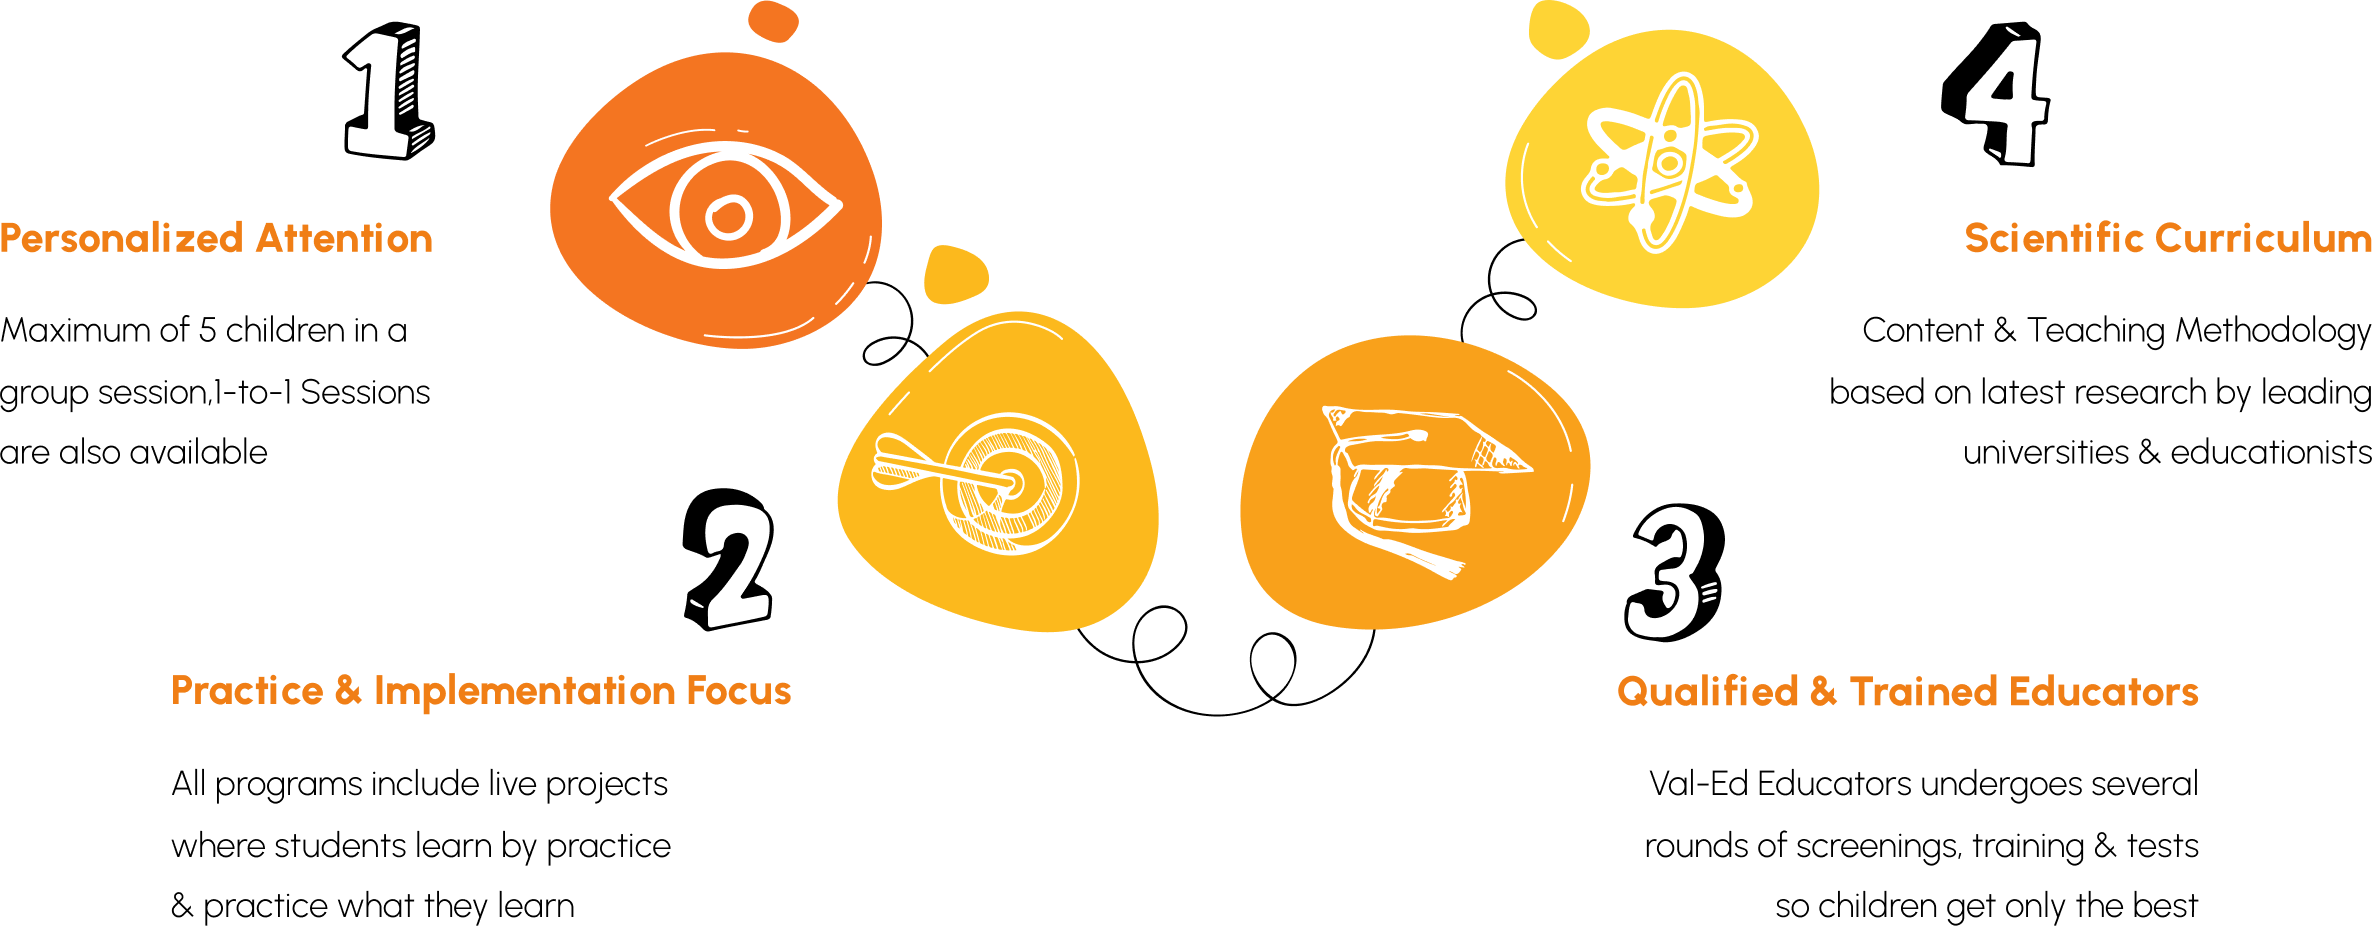 1
Personalized Attention
Maximum of 5 children in a
group session,1-to-1 Sessions
are also available
2
Practice & Implementation Focus
All programs include live projects
where students learn by practice
& practice what they learn
3
Qualified & Trained Educators
Val-Ed Educators undergoes several
rounds of screenings, training & tests
so children get only the best
4
Scientific Curriculum
Content & Teaching Methodology
based on latest research by leading
universities & educationists